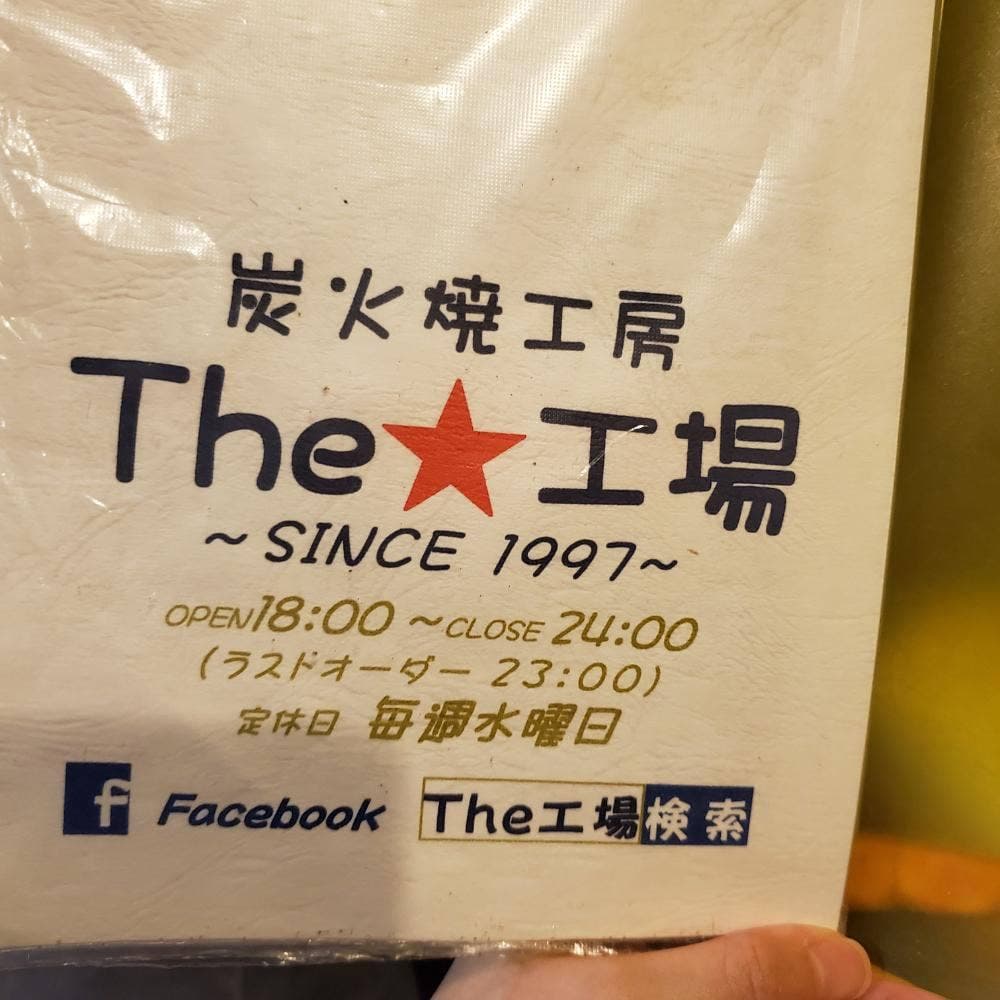 炭火焼工房
The★工場
~SINCE 1997~
OPEN18:00 ~CLOSE 24:00
(ラスドオーダー 23:00)
定休日 毎週水曜日
f Facebook The工場検索